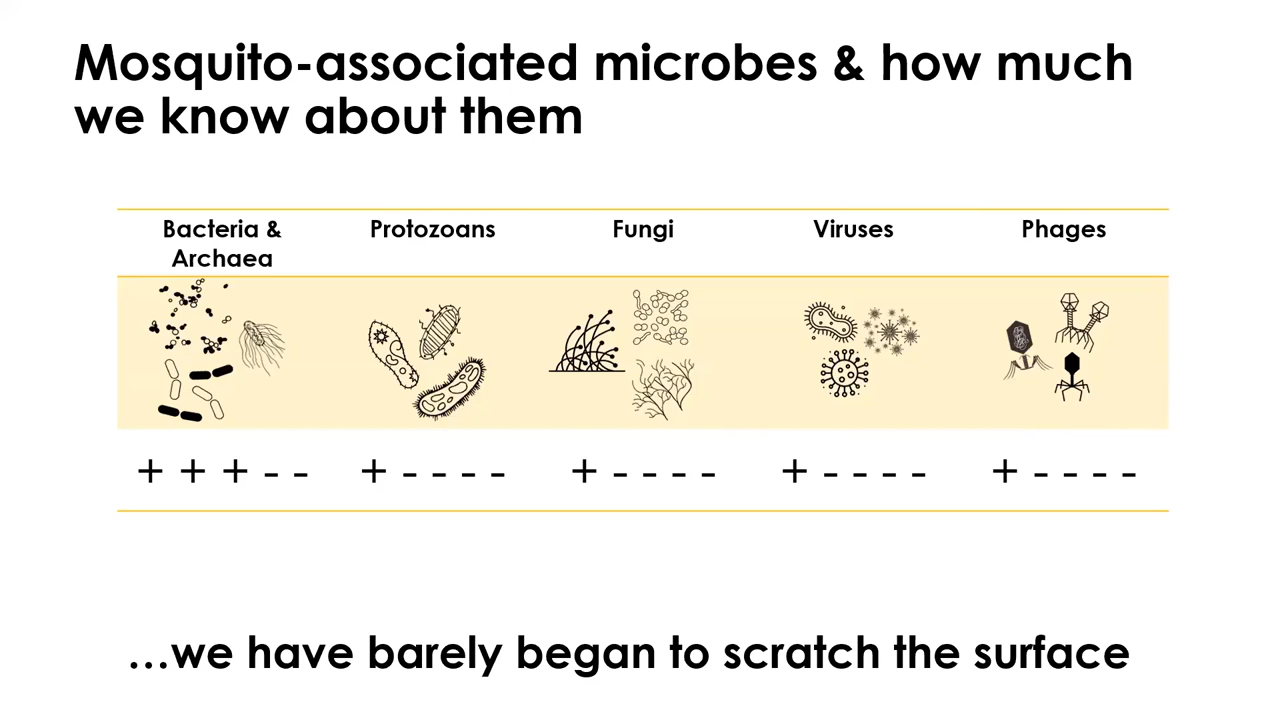 Mosquito-associated microbes & how much
we know about them
Bacteria &
Archaea
Protozoans
Fungi
Viruses
Phages
+ + + - -
+ - - - -
+ - - - -
+ - - - -
+ - - - -
...we have barely began to scratch the surface